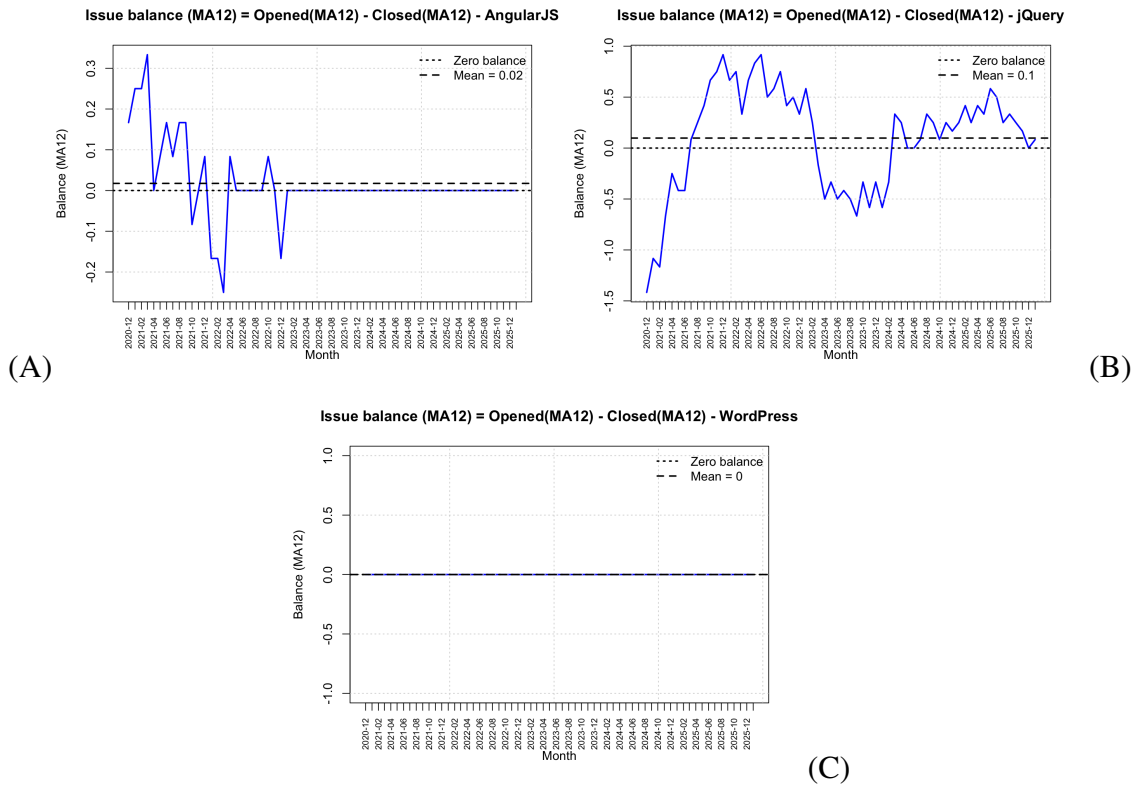 Issue balance (MA12) = Opened(MA12) - Closed(MA12) - AngularJS
Zero balance
Mean = 0.02
Balance (MA12)
0.3
0.2
0.1
0.0
-0.1
-0.2
2020-12 2021-02 2021-04 2021-06 2021-08 2021-10 2021-12 2022-02 2022-04 2022-06 2022-08 2022-10 2022-12 2023-02 2023-04 2023-06 2023-08 2023-10 2023-12 2024-02 2024-04 2024-06 2024-08 2024-10 2024-12 2025-02 2025-04 2025-06 2025-08 2025-10 2025-12
Month
(A)
Issue balance (MA12) = Opened(MA12) - Closed(MA12) - jQuery
Zero balance
Mean = 0.1
Balance (MA12)
1.0
0.5
0.0
-0.5
-1.0
-1.5
2020-12 2021-02 2021-04 2021-06 2021-08 2021-10 2021-12 2022-02 2022-04 2022-06 2022-08 2022-10 2022-12 2023-02 2023-04 2023-06 2023-08 2023-10 2023-12 2024-02 2024-04 2024-06 2024-08 2024-10 2024-12 2025-02 2025-04 2025-06 2025-08 2025-10 2025-12
Month
(B)
Issue balance (MA12) = Opened(MA12) - Closed(MA12) - WordPress
Zero balance
Mean = 0
Balance (MA12)
1.0
0.5
0.0
-0.5
-1.0
2020-12 2021-02 2021-04 2021-06 2021-08 2021-10 2021-12 2022-02 2022-04 2022-06 2022-08 2022-10 2022-12 2023-02 2023-04 2023-06 2023-08 2023-10 2023-12 2024-02 2024-04 2024-06 2024-08 2024-10 2024-12 2025-02 2025-04 2025-06 2025-08 2025-10 2025-12
Month
(C)